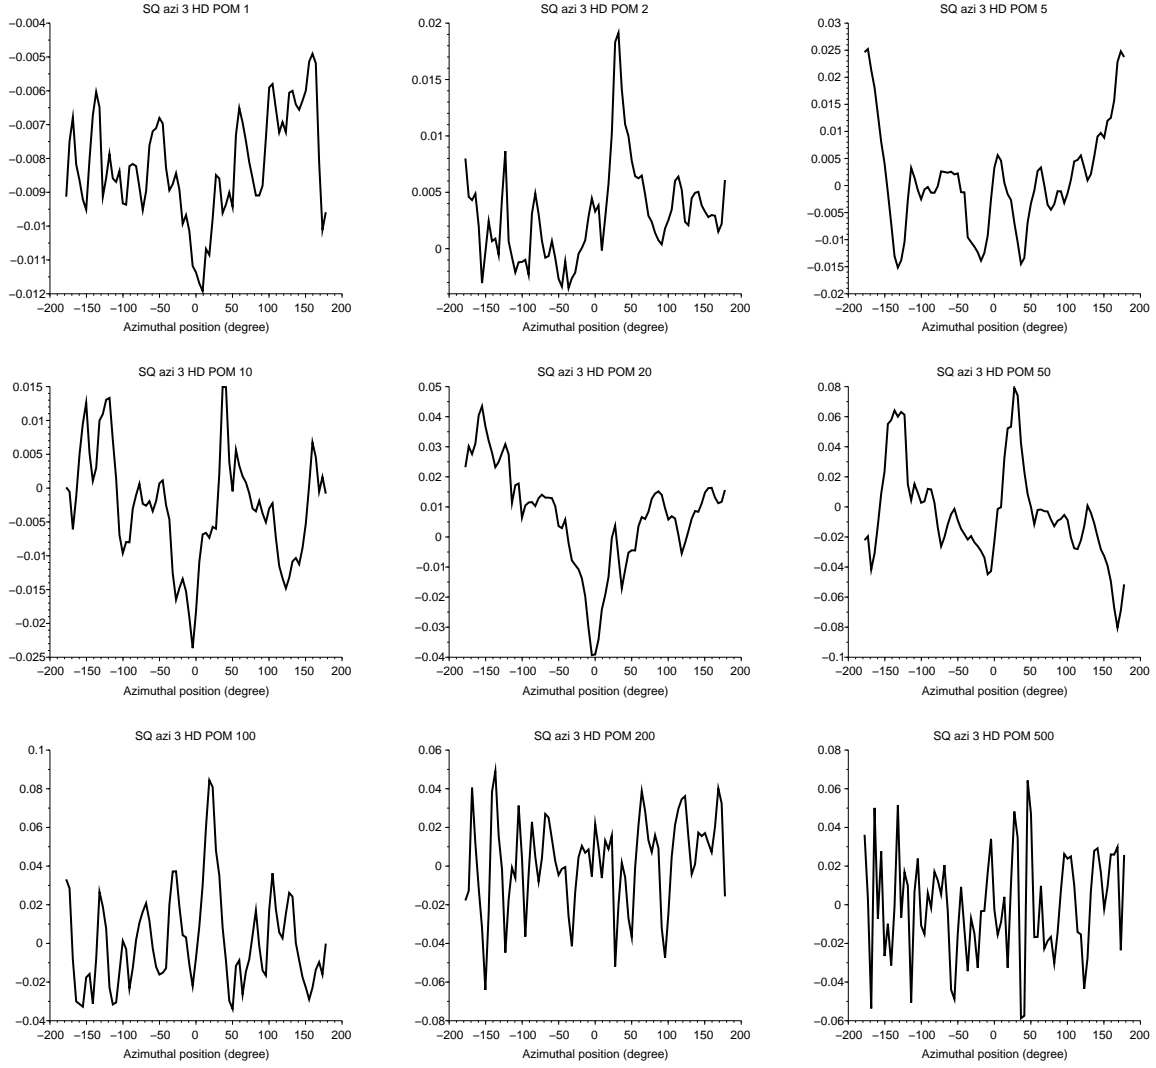 SQ azi 3 HD POM 1
−0.004
−0.005
−0.006
−0.007
−0.008
−0.009
−0.01
−0.011
−0.012
−200 −150 −100 −50 0 50 100 150 200
Azimuthal position (degree)
SQ azi 3 HD POM 2
0.02
0.015
0.01
0.005
0
−200 −150 −100 −50 0 50 100 150 200
Azimuthal position (degree)
SQ azi 3 HD POM 5
0.03
0.025
0.02
0.015
0.01
0.005
0
−0.005
−0.01
−0.015
−0.02
−200 −150 −100 −50 0 50 100 150 200
Azimuthal position (degree)
SQ azi 3 HD POM 10
0.015
0.01
0.005
0
−0.005
−0.01
−0.015
−0.02
−0.025
−200 −150 −100 −50 0 50 100 150 200
Azimuthal position (degree)
SQ azi 3 HD POM 20
0.05
0.04
0.03
0.02
0.01
0
−0.01
−0.02
−0.03
−0.04
−200 −150 −100 −50 0 50 100 150 200
Azimuthal position (degree)
SQ azi 3 HD POM 50
0.08
0.06
0.04
0.02
0
−0.02
−0.04
−0.06
−0.08
−0.1
−200 −150 −100 −50 0 50 100 150 200
Azimuthal position (degree)
SQ azi 3 HD POM 100
0.1
0.08
0.06
0.04
0.02
0
−0.02
−0.04
−200 −150 −100 −50 0 50 100 150 200
Azimuthal position (degree)
SQ azi 3 HD POM 200
0.06
0.04
0.02
0
−0.02
−0.04
−0.06
−0.08
−200 −150 −100 −50 0 50 100 150 200
Azimuthal position (degree)
SQ azi 3 HD POM 500
0.08
0.06
0.04
0.02
0
−0.02
−0.04
−0.06
−200 −150 −100 −50 0 50 100 150 200
Azimuthal position (degree)